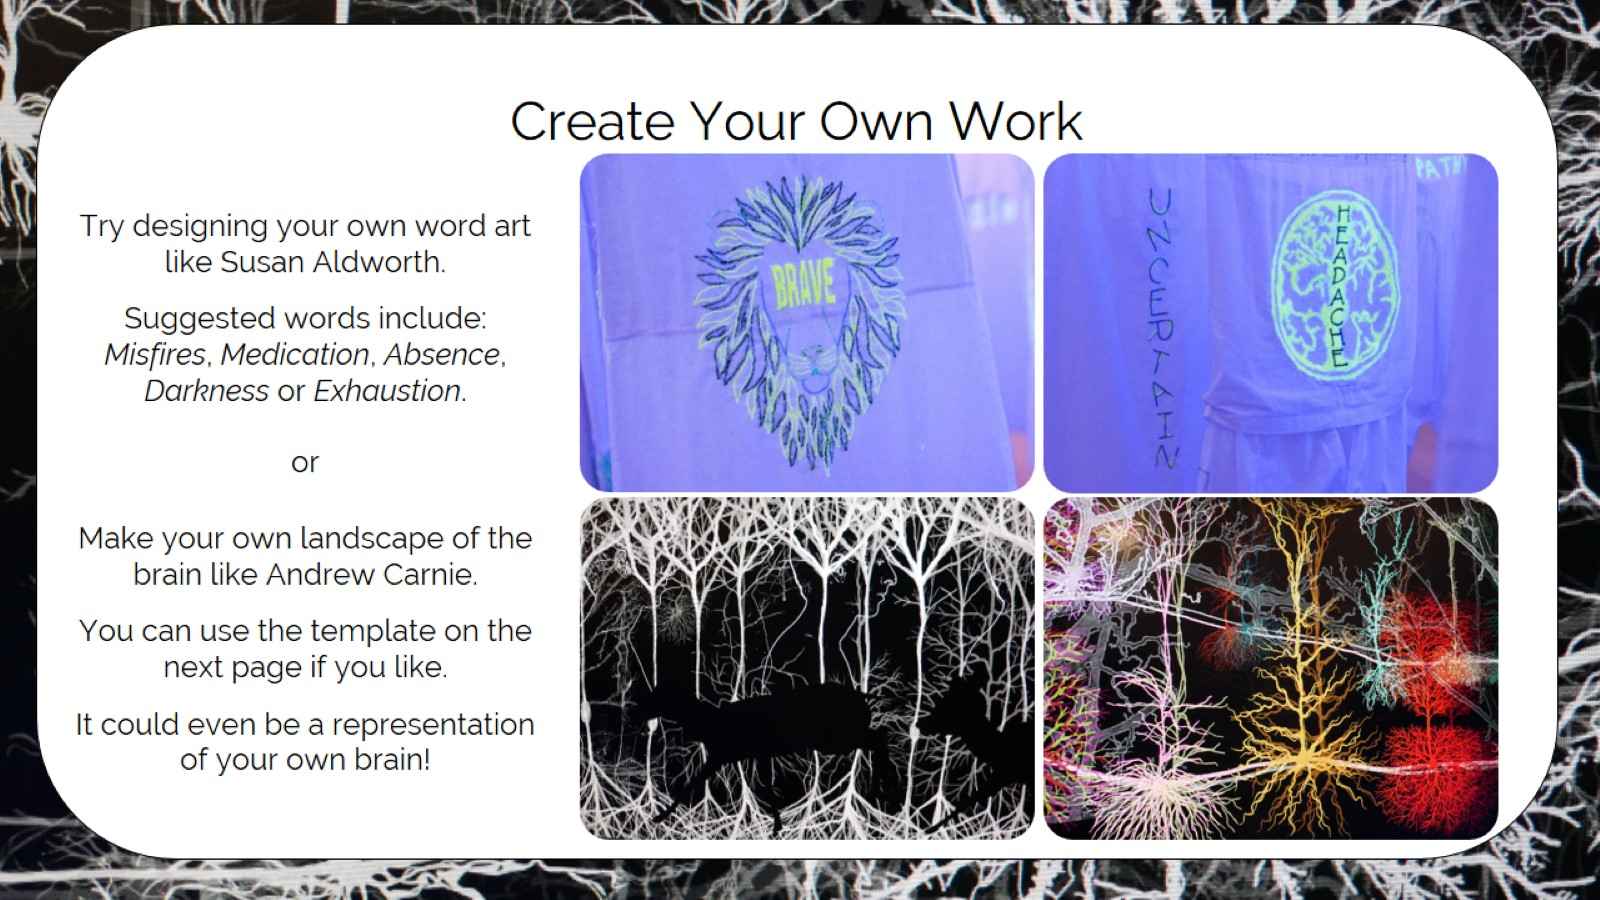 Create Your Own Work
Try designing your own word art
like Susan Aldworth.
Suggested words include:
Misfires, Medication, Absence,
Darkness or Exhaustion.
or
Make your own landscape of the
brain like Andrew Carnie.
You can use the template on the
next page if you like.
It could even be a representation
of your own brain!
BRAVE
UNCERTAIN
HEADACHE
PATHY